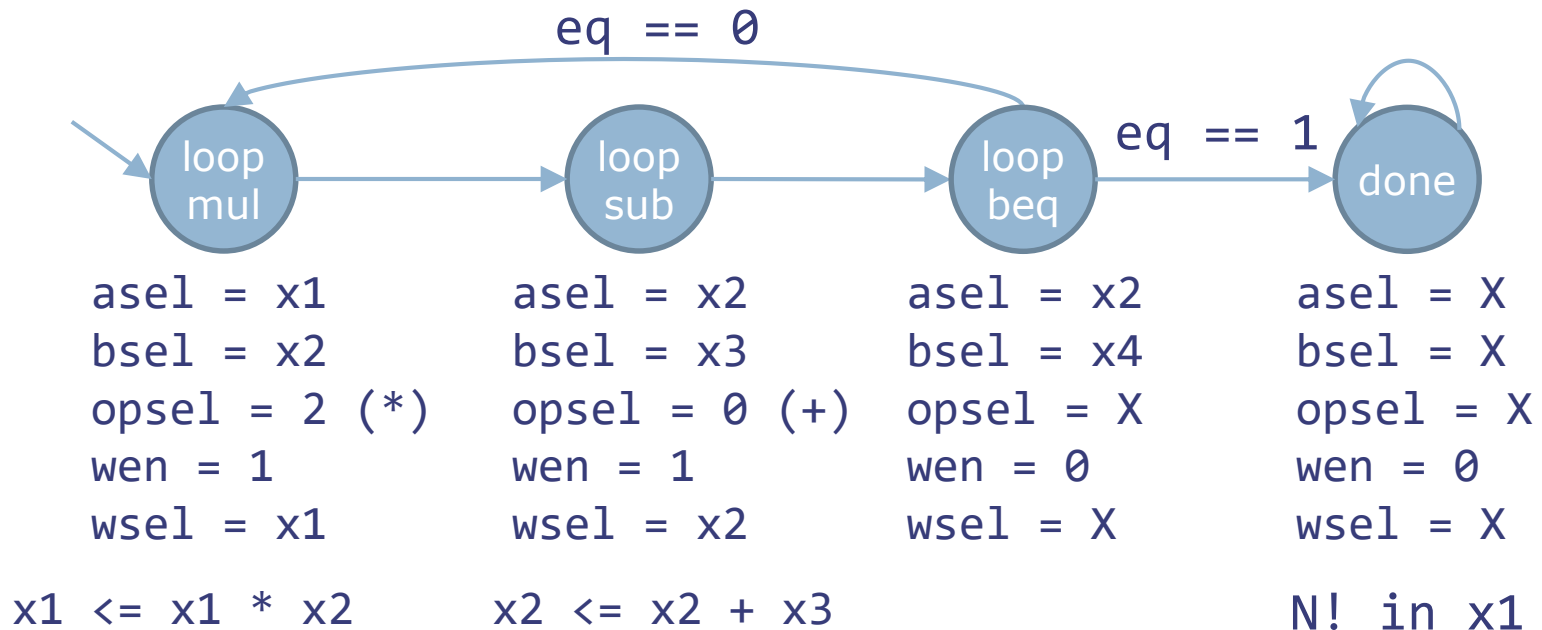 eq == 0
loop
mul
loop
sub
loop
beq
eq == 1
done
asel = x1
bsel = x2
opsel = 2 (*)
wen = 1
wsel = x1
x1 <= x1 * x2
asel = x2
bsel = x3
opsel = 0 (+)
wen = 1
wsel = x2
x2 <= x2 + x3
asel = x2
bsel = x4
opsel = X
wen = 0
wsel = X
asel = X
bsel = X
opsel = X
wen = 0
wsel = X
N! in x1